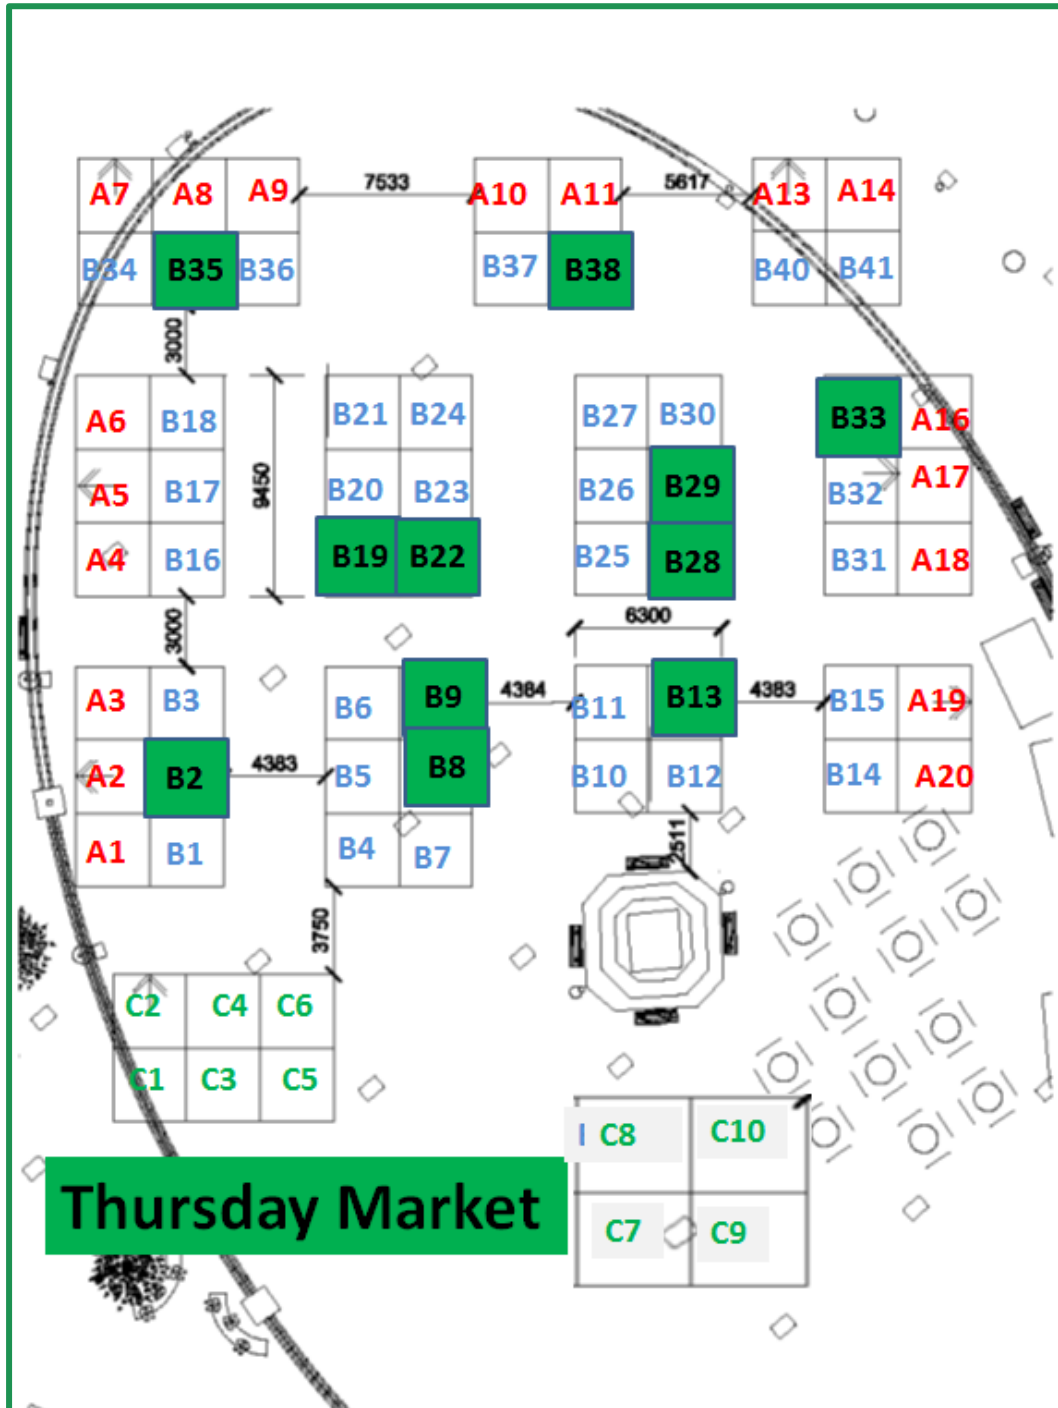 A7 A8 A9 7533 A10 A11 5617 A13 A14
B34 B35 B36 B37 B38 B40 B41
3000
A6 B18 B21 B24 B27 B30 B33 A16
A5 B17 9450 B20 B23 B26 B29 B32 A17
A4 B16 B19 B22 B25 B28 B31 A18
3000 6300
A3 B3 B6 B9 4384 B11 B13 4383 B15 A19
A2 B2 4383 B5 B8 B10 B12 B14 A20
A1 B1 B4 B7 2511
3750
C2 C4 C6
C1 C3 C5
C8 C10
Thursday Market
C7 C9